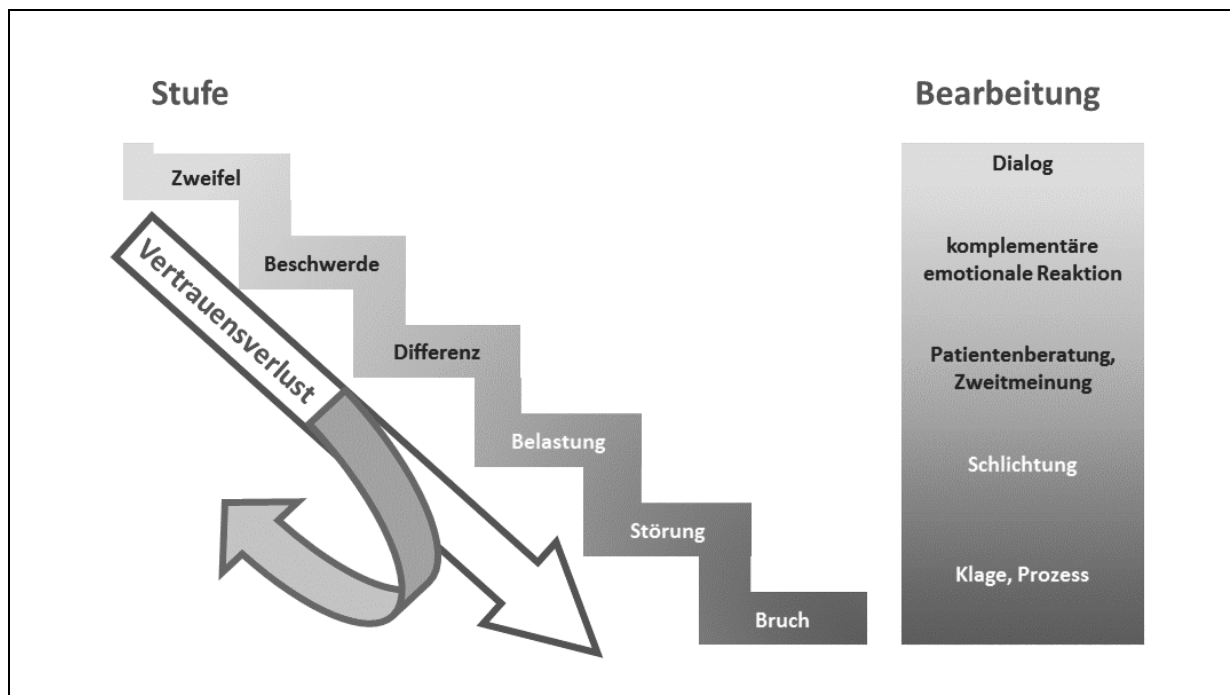 Stufe
Bearbeitung
Zweifel
Beschwerde
Differenz
Belastung
Störung
Bruch
Vertrauensverlust
Dialog
komplementäre
emotionale Reaktion
Patientenberatung,
Zweitmeinung
Schlichtung
Klage, Prozess